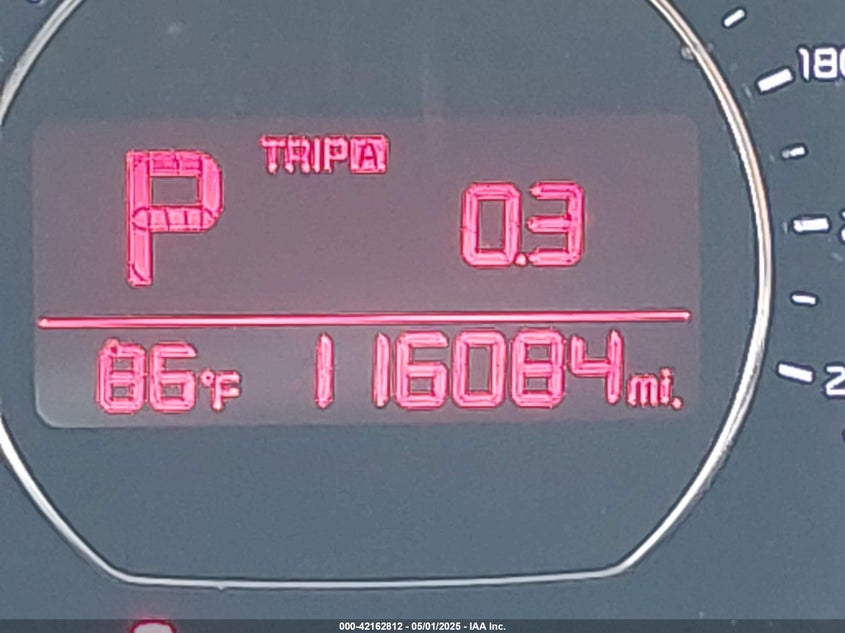 180
TRIP A
P
0.3
86°F 116084 mi.
000-42162812 - 05/01/2025 - IAA Inc.